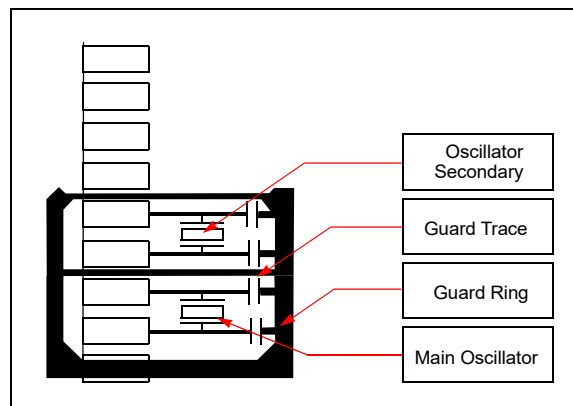 Oscillator
Secondary
Guard Trace
Guard Ring
Main Oscillator